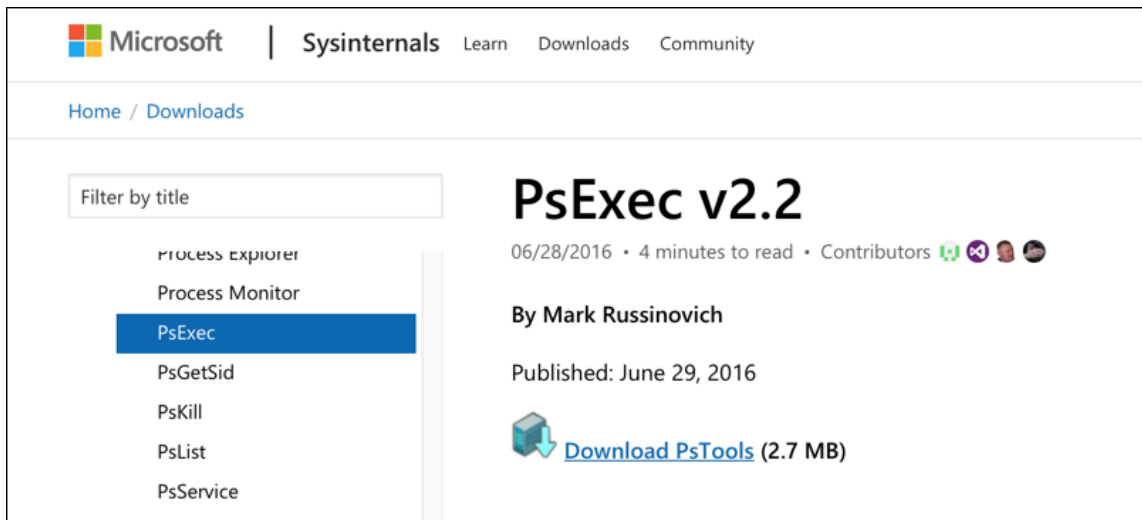 Microsoft | Sysinternals Learn Downloads Community
Home / Downloads
Filter by title
Process Explorer
Process Monitor
PsExec
PsGetSid
PsKill
PsList
PsService
PsExec v2.2
06/28/2016 • 4 minutes to read • Contributors
By Mark Russinovich
Published: June 29, 2016
Download PsTools (2.7 MB)